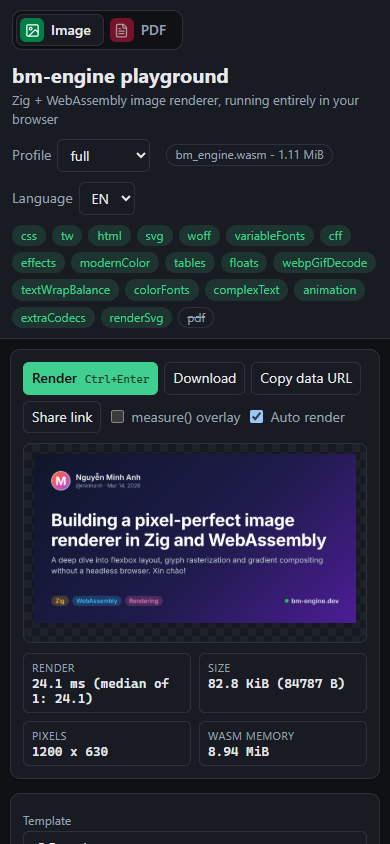 Image PDF
bm-engine playground
Zig + WebAssembly image renderer, running entirely in your
browser
Profile full bm_engine.wasm - 1.11 MiB
Language EN
css tw html svg woff variableFonts cff
effects modernColor tables floats webpGifDecode
textWrapBalance colorFonts complexText animation
extraCodecs renderSvg pdf
Render Ctrl+Enter Download Copy data URL
Share link measure() overlay Auto render
M Nguyễn Minh Anh
@minhanh · Mar 14, 2026
Building a pixel-perfect image
renderer in Zig and WebAssembly
A deep dive into flexbox layout, glyph rasterization and gradient compositing
without a headless browser. Xin chào!
Zig WebAssembly Rendering bm-engine.dev
RENDER
24.1 ms (median of
1: 24.1)
SIZE
82.8 KiB (84787 B)
PIXELS
1200 x 630
WASM MEMORY
8.94 MiB
Template